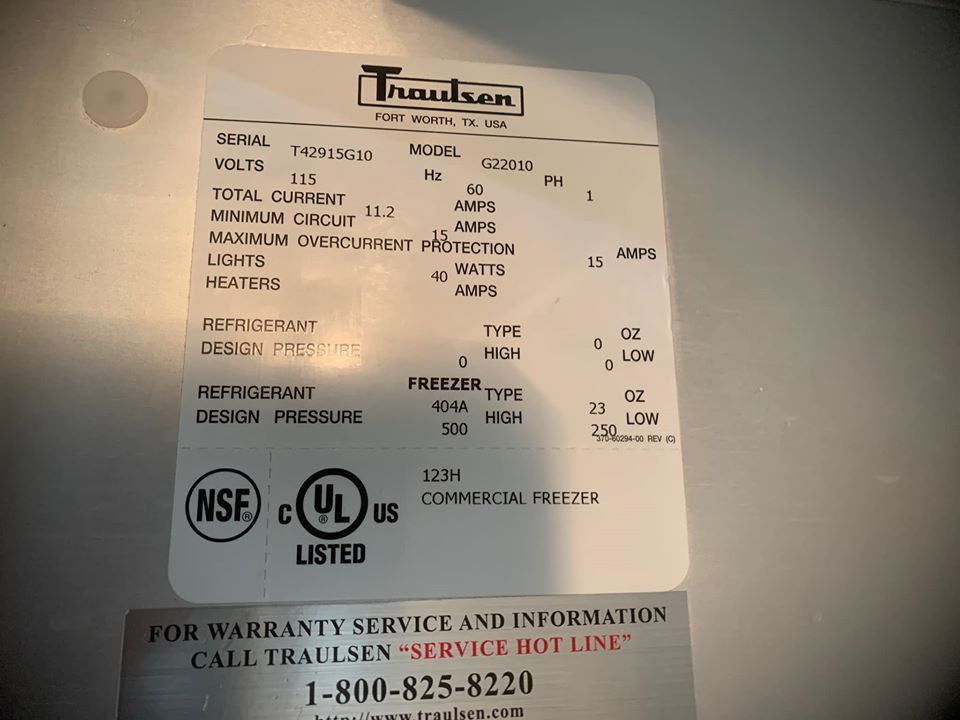 Traulsen
FORT WORTH, TX. USA
SERIAL T42915G10 MODEL G22010
VOLTS 115 Hz 60 PH 1
TOTAL CURRENT 11.2 AMPS
MINIMUM CIRCUIT 15 AMPS
MAXIMUM OVERCURRENT PROTECTION 15 AMPS
LIGHTS 40 WATTS
HEATERS AMPS
REFRIGERANT TYPE 0 OZ
DESIGN PRESSURE 0 HIGH 0 LOW
FREEZER
REFRIGERANT 404A TYPE 23 OZ
DESIGN PRESSURE 500 HIGH 250 LOW
370-60294-00 REV (C)
NSF®
C UL® US
LISTED
123H
COMMERCIAL FREEZER
FOR WARRANTY SERVICE AND INFORMATION
CALL TRAULSEN "SERVICE HOT LINE"
1-800-825-8220
http://www.traulsen.com